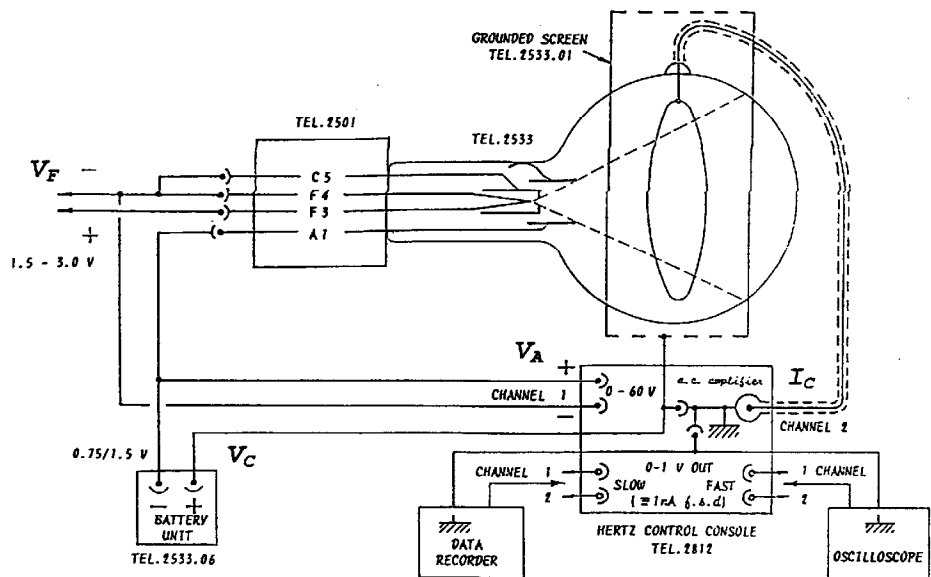 GROUNDED SCREEN
TEL.2533.01
TEL.2501
TEL.2533
V_F
−
C5
F4
F3
A1
+
1.5 - 3.0 V
V_A
+
0-60 V
a.c. amplifier
I_C
CHANNEL 1
−
CHANNEL 2
0.75/1.5 V
V_C
CHANNEL
1
2
0-1 V OUT
SLOW
FAST
(≡1nA f.s.d)
1 CHANNEL
2
− +
BATTERY
UNIT
TEL.2533.06
DATA
RECORDER
HERTZ CONTROL CONSOLE
TEL.2812
OSCILLOSCOPE